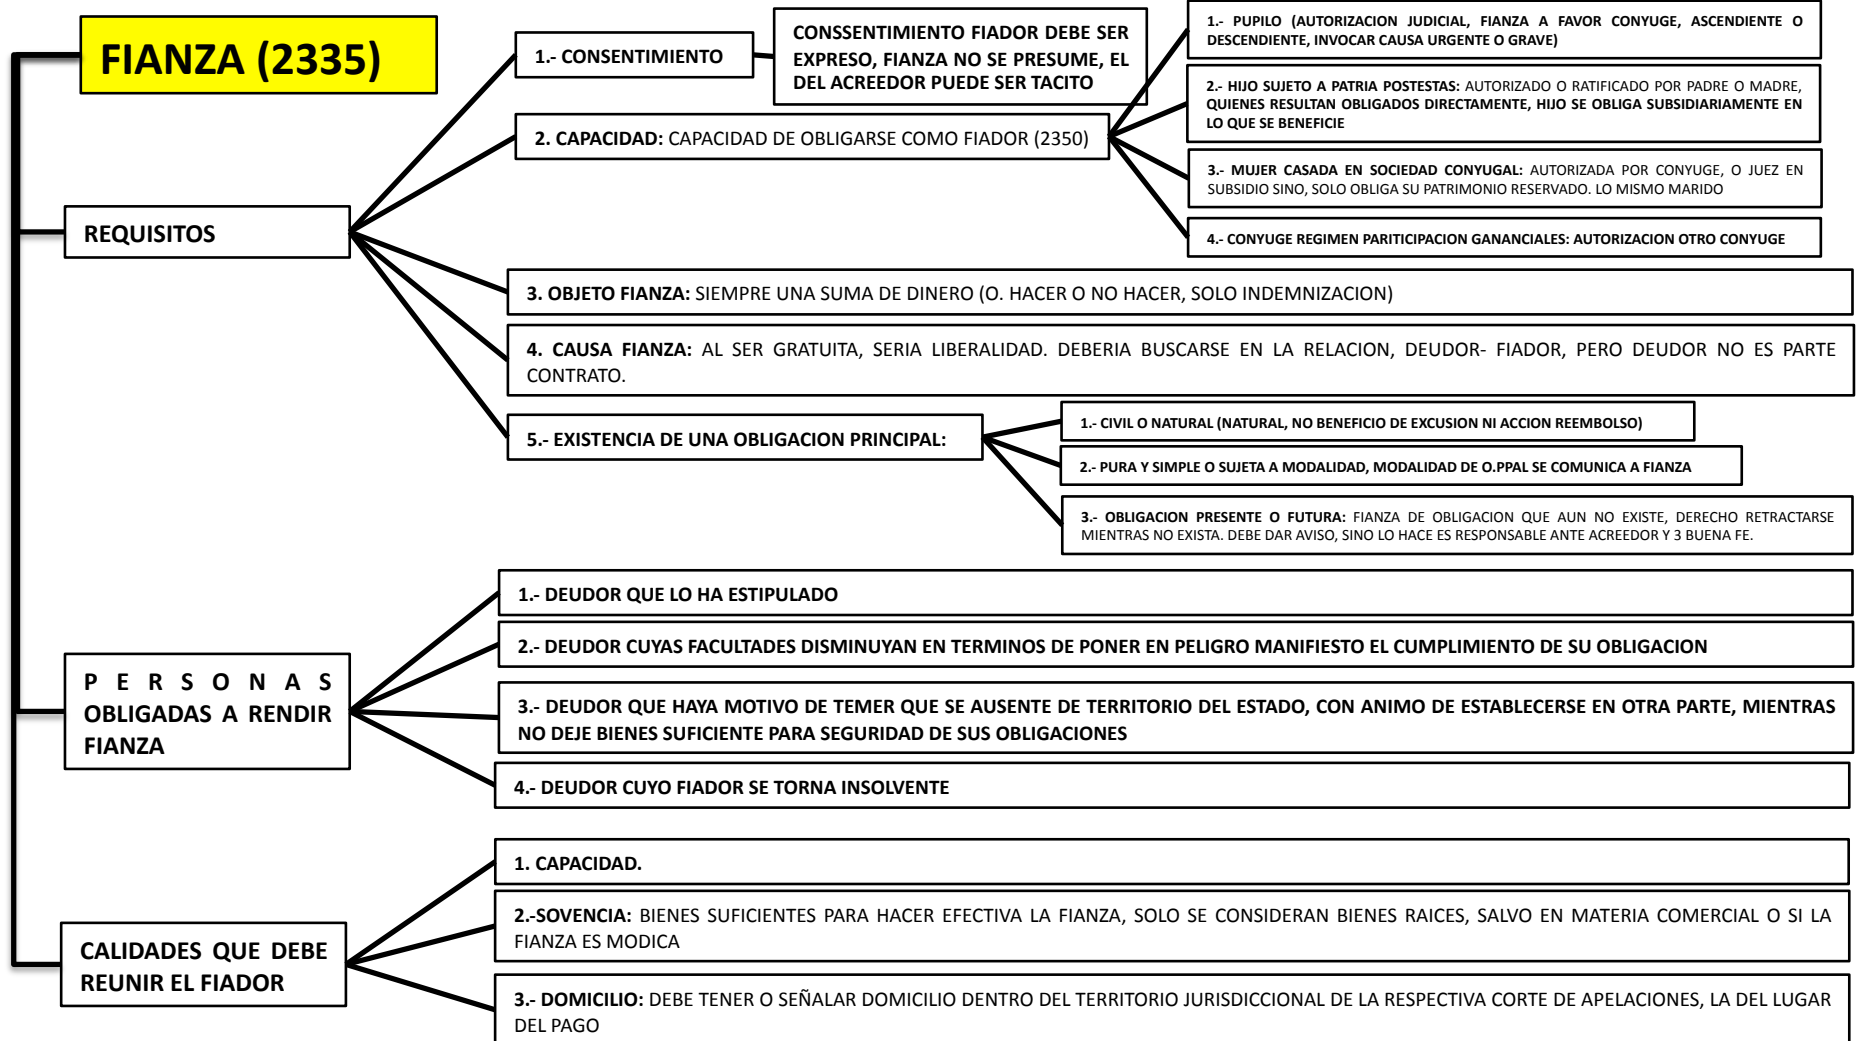 FIANZA (2335)
REQUISITOS
1.- CONSENTIMIENTO
CONSSENTIMIENTO FIADOR DEBE SER
EXPRESO, FIANZA NO SE PRESUME, EL
DEL ACREEDOR PUEDE SER TACITO
2. CAPACIDAD: CAPACIDAD DE OBLIGARSE COMO FIADOR (2350)
1.- PUPILO (AUTORIZACION JUDICIAL, FIANZA A FAVOR CONYUGE, ASCENDIENTE O
DESCENDIENTE, INVOCAR CAUSA URGENTE O GRAVE)
2.- HIJO SUJETO A PATRIA POSTESTAS: AUTORIZADO O RATIFICADO POR PADRE O MADRE,
QUIENES RESULTAN OBLIGADOS DIRECTAMENTE, HIJO SE OBLIGA SUBSIDIARIAMENTE EN
LO QUE SE BENEFICIE
3.- MUJER CASADA EN SOCIEDAD CONYUGAL: AUTORIZADA POR CONYUGE, O JUEZ EN
SUBSIDIO SINO, SOLO OBLIGA SU PATRIMONIO RESERVADO. LO MISMO MARIDO
4.- CONYUGE REGIMEN PARITICIPACION GANANCIALES: AUTORIZACION OTRO CONYUGE
3. OBJETO FIANZA: SIEMPRE UNA SUMA DE DINERO (O. HACER O NO HACER, SOLO INDEMNIZACION)
4. CAUSA FIANZA: AL SER GRATUITA, SERIA LIBERALIDAD. DEBERIA BUSCARSE EN LA RELACION, DEUDOR- FIADOR, PERO DEUDOR NO ES PARTE
CONTRATO.
5.- EXISTENCIA DE UNA OBLIGACION PRINCIPAL:
1.- CIVIL O NATURAL (NATURAL, NO BENEFICIO DE EXCUSION NI ACCION REEMBOLSO)
2.- PURA Y SIMPLE O SUJETA A MODALIDAD, MODALIDAD DE O.PPAL SE COMUNICA A FIANZA
3.- OBLIGACION PRESENTE O FUTURA: FIANZA DE OBLIGACION QUE AUN NO EXISTE, DERECHO RETRACTARSE
MIENTRAS NO EXISTA. DEBE DAR AVISO, SINO LO HACE ES RESPONSABLE ANTE ACREEDOR Y 3 BUENA FE.
P E R S O N A S
OBLIGADAS A RENDIR
FIANZA
1.- DEUDOR QUE LO HA ESTIPULADO
2.- DEUDOR CUYAS FACULTADES DISMINUYAN EN TERMINOS DE PONER EN PELIGRO MANIFIESTO EL CUMPLIMIENTO DE SU OBLIGACION
3.- DEUDOR QUE HAYA MOTIVO DE TEMER QUE SE AUSENTE DE TERRITORIO DEL ESTADO, CON ANIMO DE ESTABLECERSE EN OTRA PARTE, MIENTRAS
NO DEJE BIENES SUFICIENTE PARA SEGURIDAD DE SUS OBLIGACIONES
4.- DEUDOR CUYO FIADOR SE TORNA INSOLVENTE
CALIDADES QUE DEBE
REUNIR EL FIADOR
1. CAPACIDAD.
2.-SOVENCIA: BIENES SUFICIENTES PARA HACER EFECTIVA LA FIANZA, SOLO SE CONSIDERAN BIENES RAICES, SALVO EN MATERIA COMERCIAL O SI LA
FIANZA ES MODICA
3.- DOMICILIO: DEBE TENER O SEÑALAR DOMICILIO DENTRO DEL TERRITORIO JURISDICCIONAL DE LA RESPECTIVA CORTE DE APELACIONES, LA DEL LUGAR
DEL PAGO